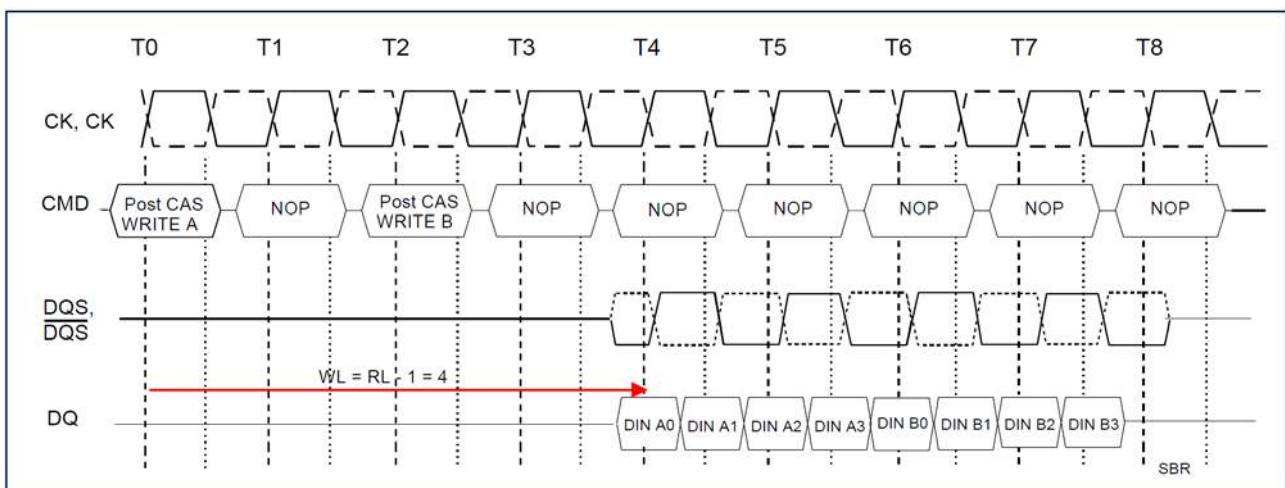 T0 T1 T2 T3 T4 T5 T6 T7 T8
CK, CK
CMD
Post CAS
WRITE A
NOP
Post CAS
WRITE B
NOP
NOP
NOP
NOP
NOP
NOP
DQS,
DQS
WL = RL - 1 = 4
DQ
DIN A0 DIN A1 DIN A2 DIN A3 DIN B0 DIN B1 DIN B2 DIN B3
SBR